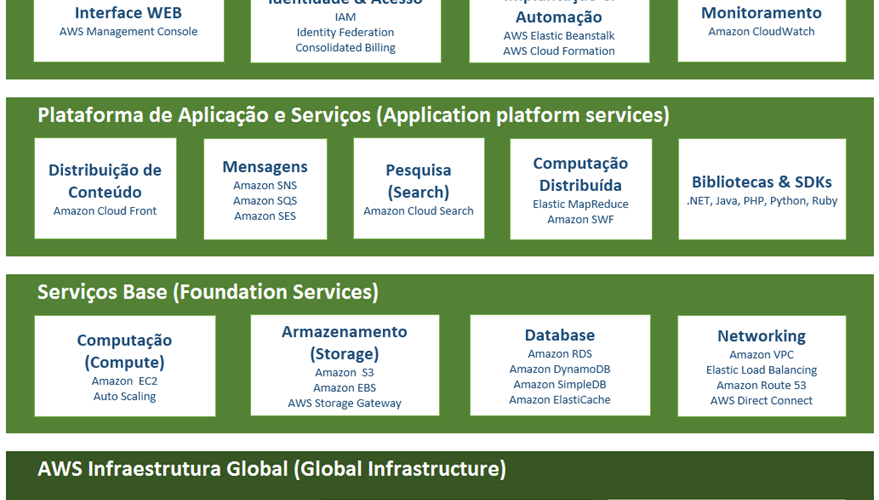 Interface WEB
AWS Management Console
Identidade & Acesso
IAM
Identity Federation
Consolidated Billing
Automação
AWS Elastic Beanstalk
AWS Cloud Formation
Monitoramento
Amazon CloudWatch
Plataforma de Aplicação e Serviços (Application platform services)
Distribuição de
Conteúdo
Amazon Cloud Front
Mensagens
Amazon SNS
Amazon SQS
Amazon SES
Pesquisa
(Search)
Amazon Cloud Search
Computação
Distribuída
Elastic MapReduce
Amazon SWF
Bibliotecas & SDKs
.NET, Java, PHP, Python, Ruby
Serviços Base (Foundation Services)
Computação
(Compute)
Amazon  EC2
Auto Scaling
Armazenamento
(Storage)
Amazon  S3
Amazon EBS
AWS Storage Gateway
Database
Amazon RDS
Amazon DynamoDB
Amazon SimpleDB
Amazon ElastiCache
Networking
Amazon VPC
Elastic Load Balancing
Amazon Route 53
AWS Direct Connect
AWS Infraestrutura Global (Global Infrastructure)